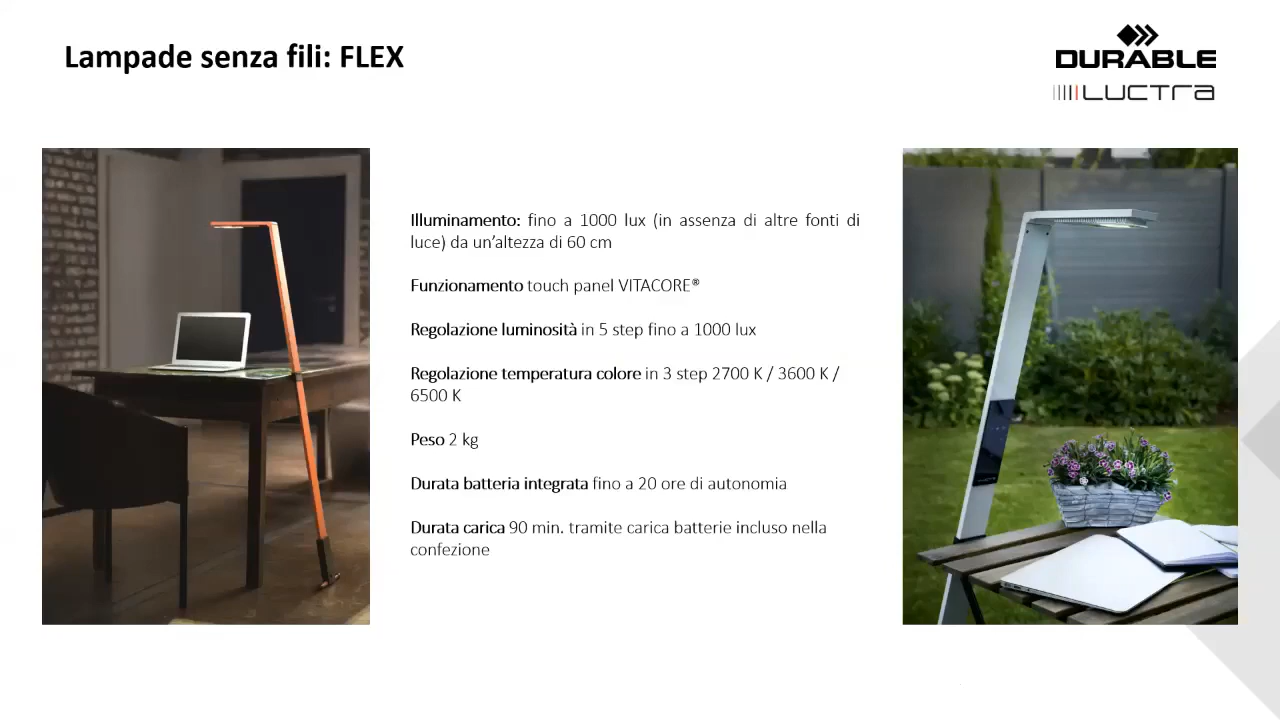 Lampade senza fili: FLEX
DURABLE
LUCTRA
Illuminamento: fino a 1000 lux (in assenza di altre fonti di
luce) da un'altezza di 60 cm
Funzionamento touch panel VITACORE®
Regolazione luminosità in 5 step fino a 1000 lux
Regolazione temperatura colore in 3 step 2700 K / 3600 K /
6500 K
Peso 2 kg
Durata batteria integrata fino a 20 ore di autonomia
Durata carica 90 min. tramite carica batterie incluso nella
confezione